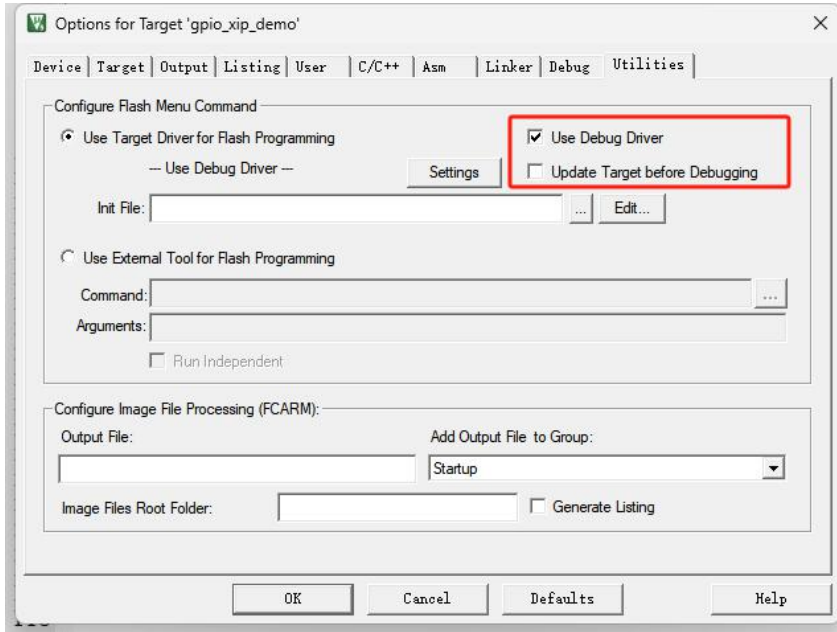 Options for Target 'gpio_xip_demo'
Device Target Output Listing User C/C++ Asm Linker Debug Utilities
Configure Flash Menu Command
Use Target Driver for Flash Programming Use Debug Driver
--- Use Debug Driver --- Settings Update Target before Debugging
Init File: ... Edit...
Use External Tool for Flash Programming
Command: ...
Arguments:
Run Independent
Configure Image File Processing (FCARM):
Output File: Add Output File to Group:
Startup
Image Files Root Folder: Generate Listing
OK Cancel Defaults Help